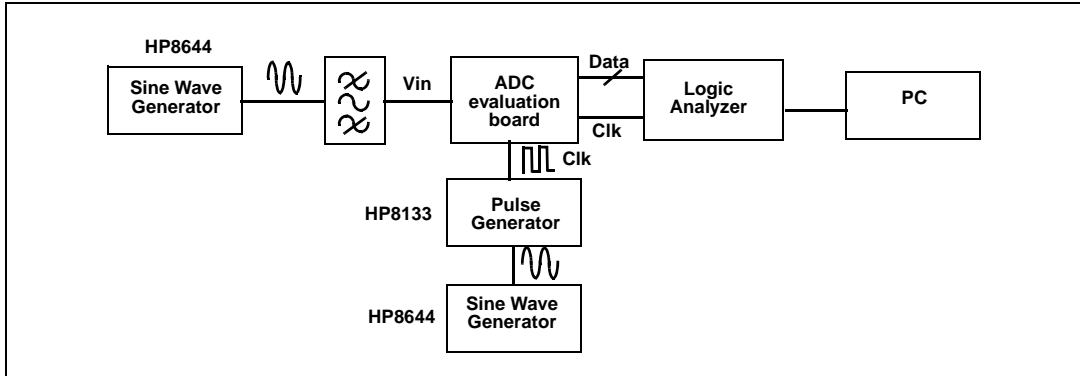 HP8644
Sine Wave
Generator
Vin
ADC
evaluation
board
Data
Clk
Logic
Analyzer
PC
Clk
HP8133
Pulse
Generator
HP8644
Sine Wave
Generator